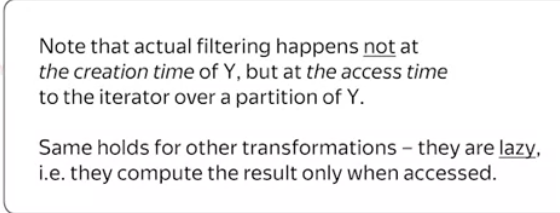 Note that actual filtering happens not at
the creation time of Y, but at the access time
to the iterator over a partition of Y.
Same holds for other transformations – they are lazy,
i.e. they compute the result only when accessed.